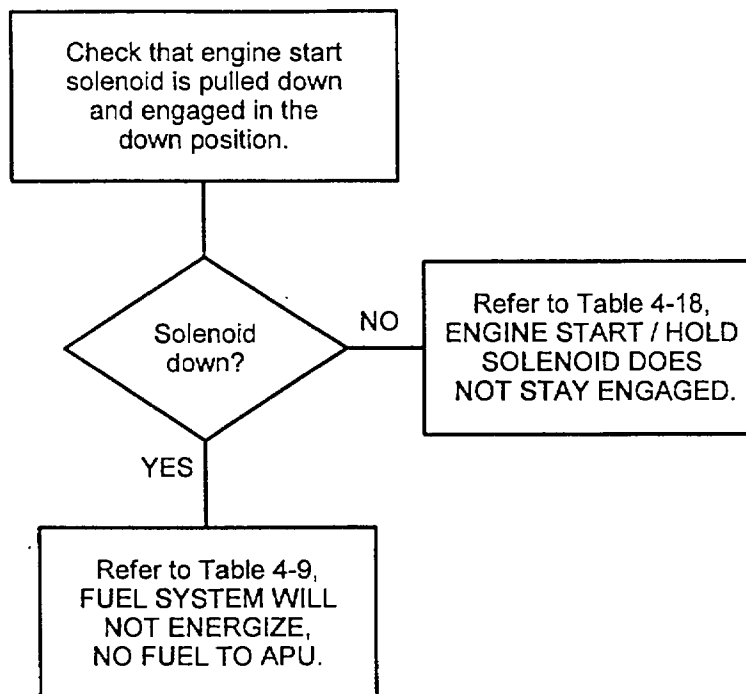 Check that engine start
solenoid is pulled down
and engaged in the
down position.
Solenoid
down?
NO
Refer to Table 4-18,
ENGINE START / HOLD
SOLENOID DOES
NOT STAY ENGAGED.
YES
Refer to Table 4-9,
FUEL SYSTEM WILL
NOT ENERGIZE,
NO FUEL TO APU.